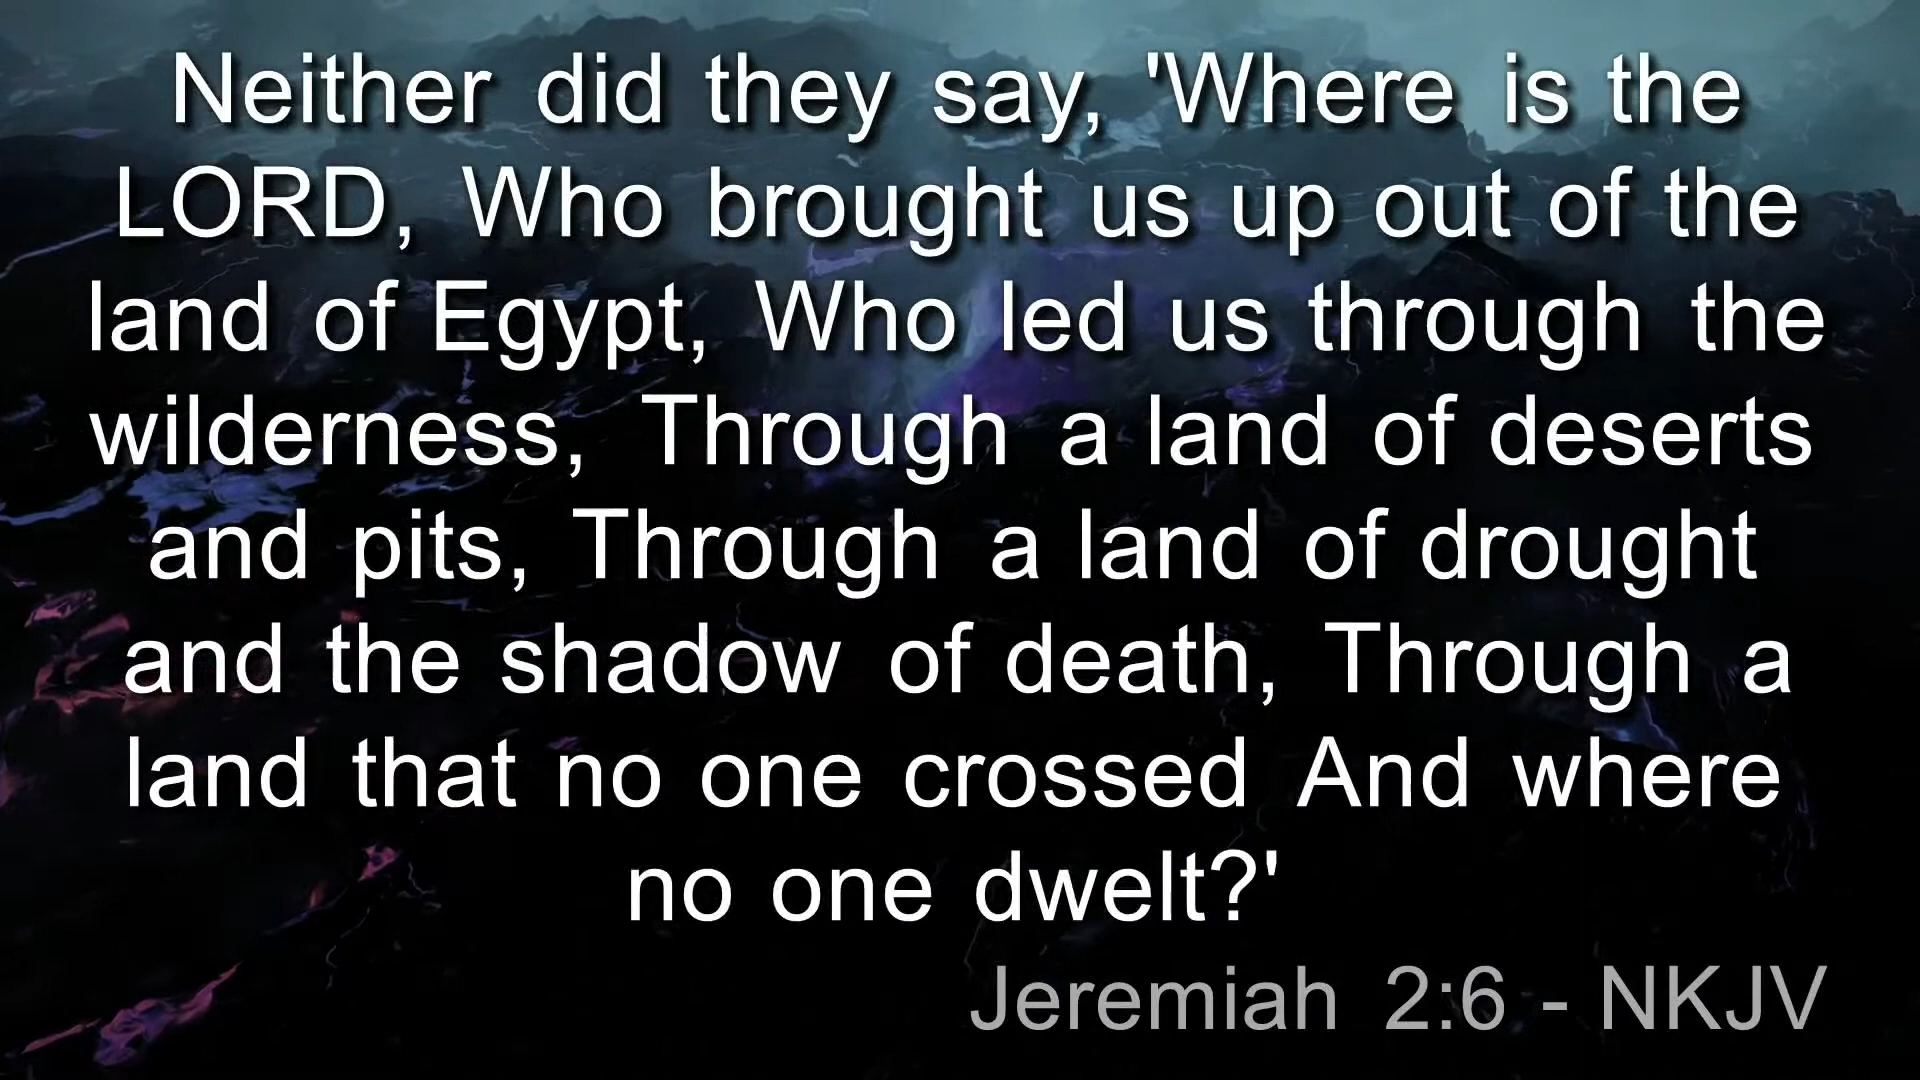 Neither did they say, 'Where is the
LORD, Who brought us up out of the
land of Egypt, Who led us through the
wilderness, Through a land of deserts
and pits, Through a land of drought
and the shadow of death, Through a
land that no one crossed And where
no one dwelt?'
Jeremiah 2:6 - NKJV